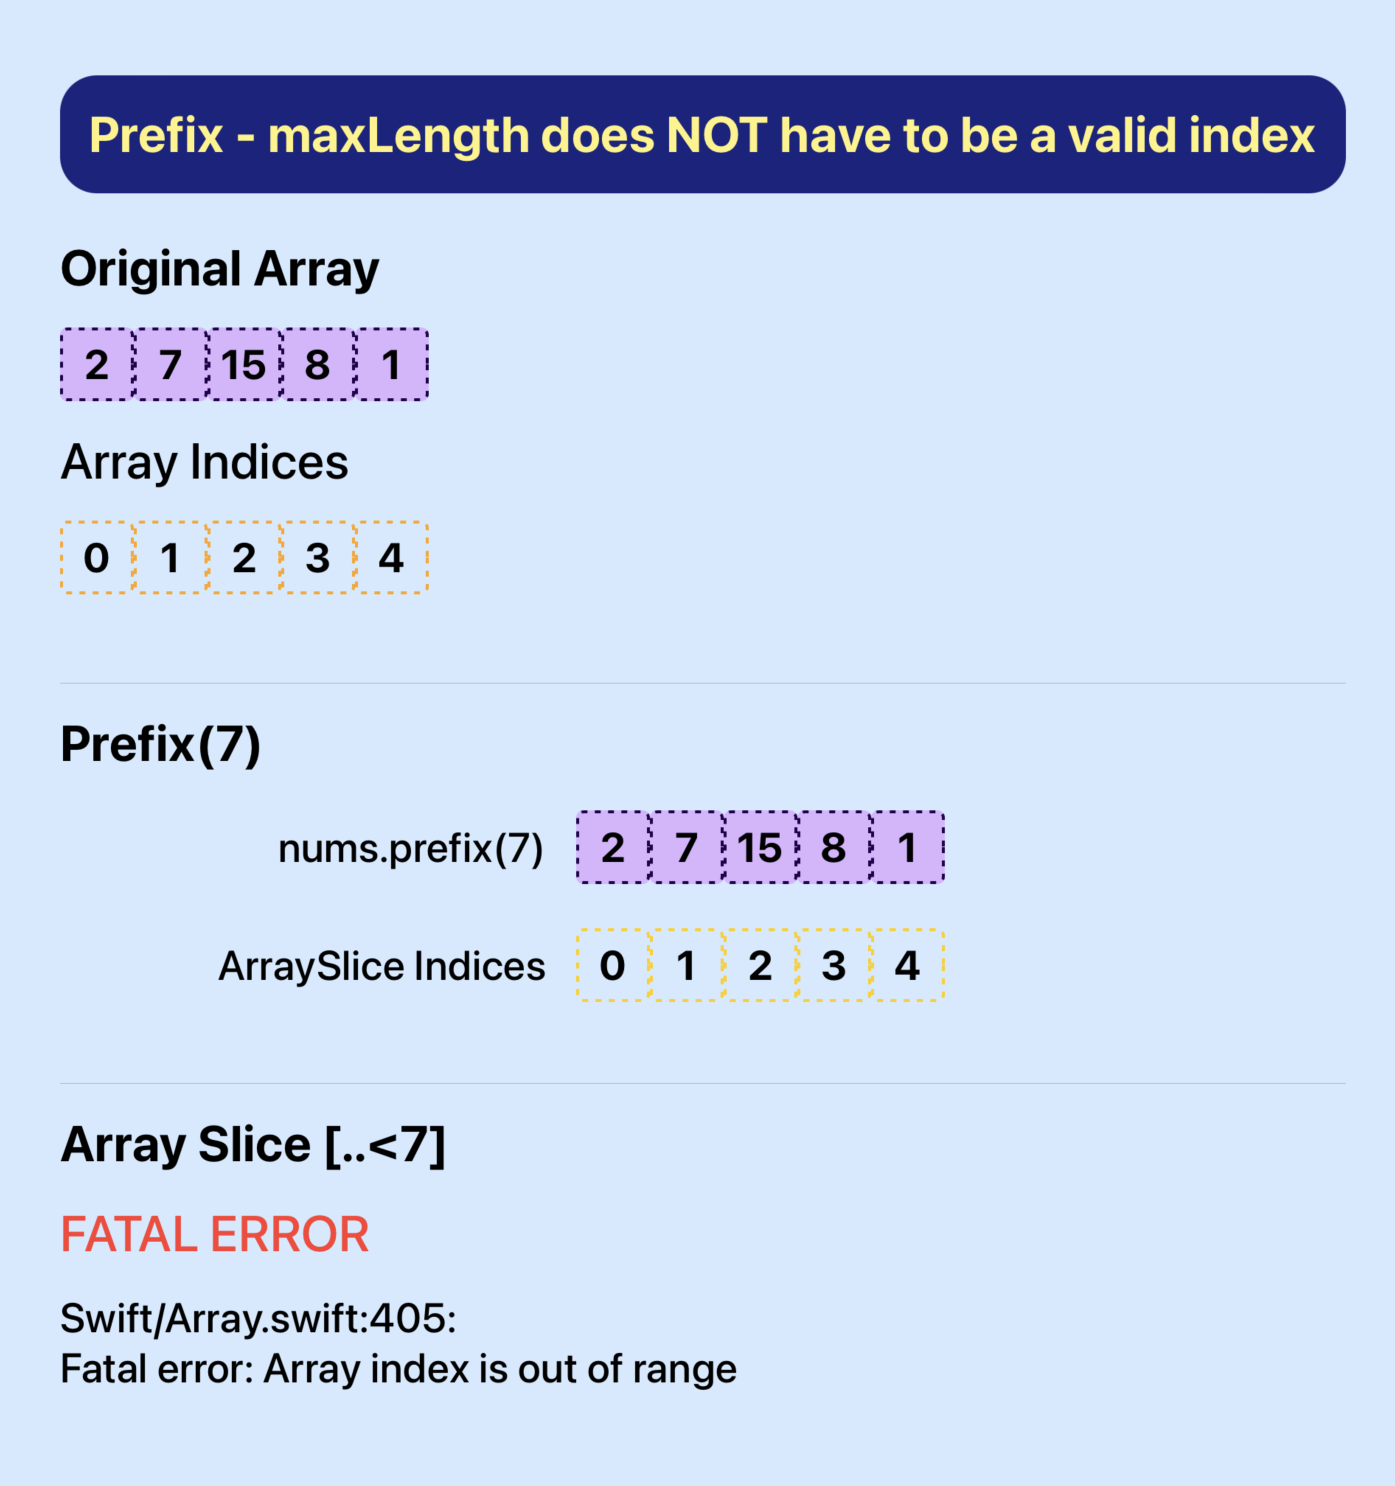 Prefix - maxLength does NOT have to be a valid index
Original Array
2 7 15 8 1
Array Indices
0 1 2 3 4
Prefix(7)
nums.prefix(7) 2 7 15 8 1
ArraySlice Indices 0 1 2 3 4
Array Slice [..<7]
FATAL ERROR
Swift/Array.swift:405:
Fatal error: Array index is out of range